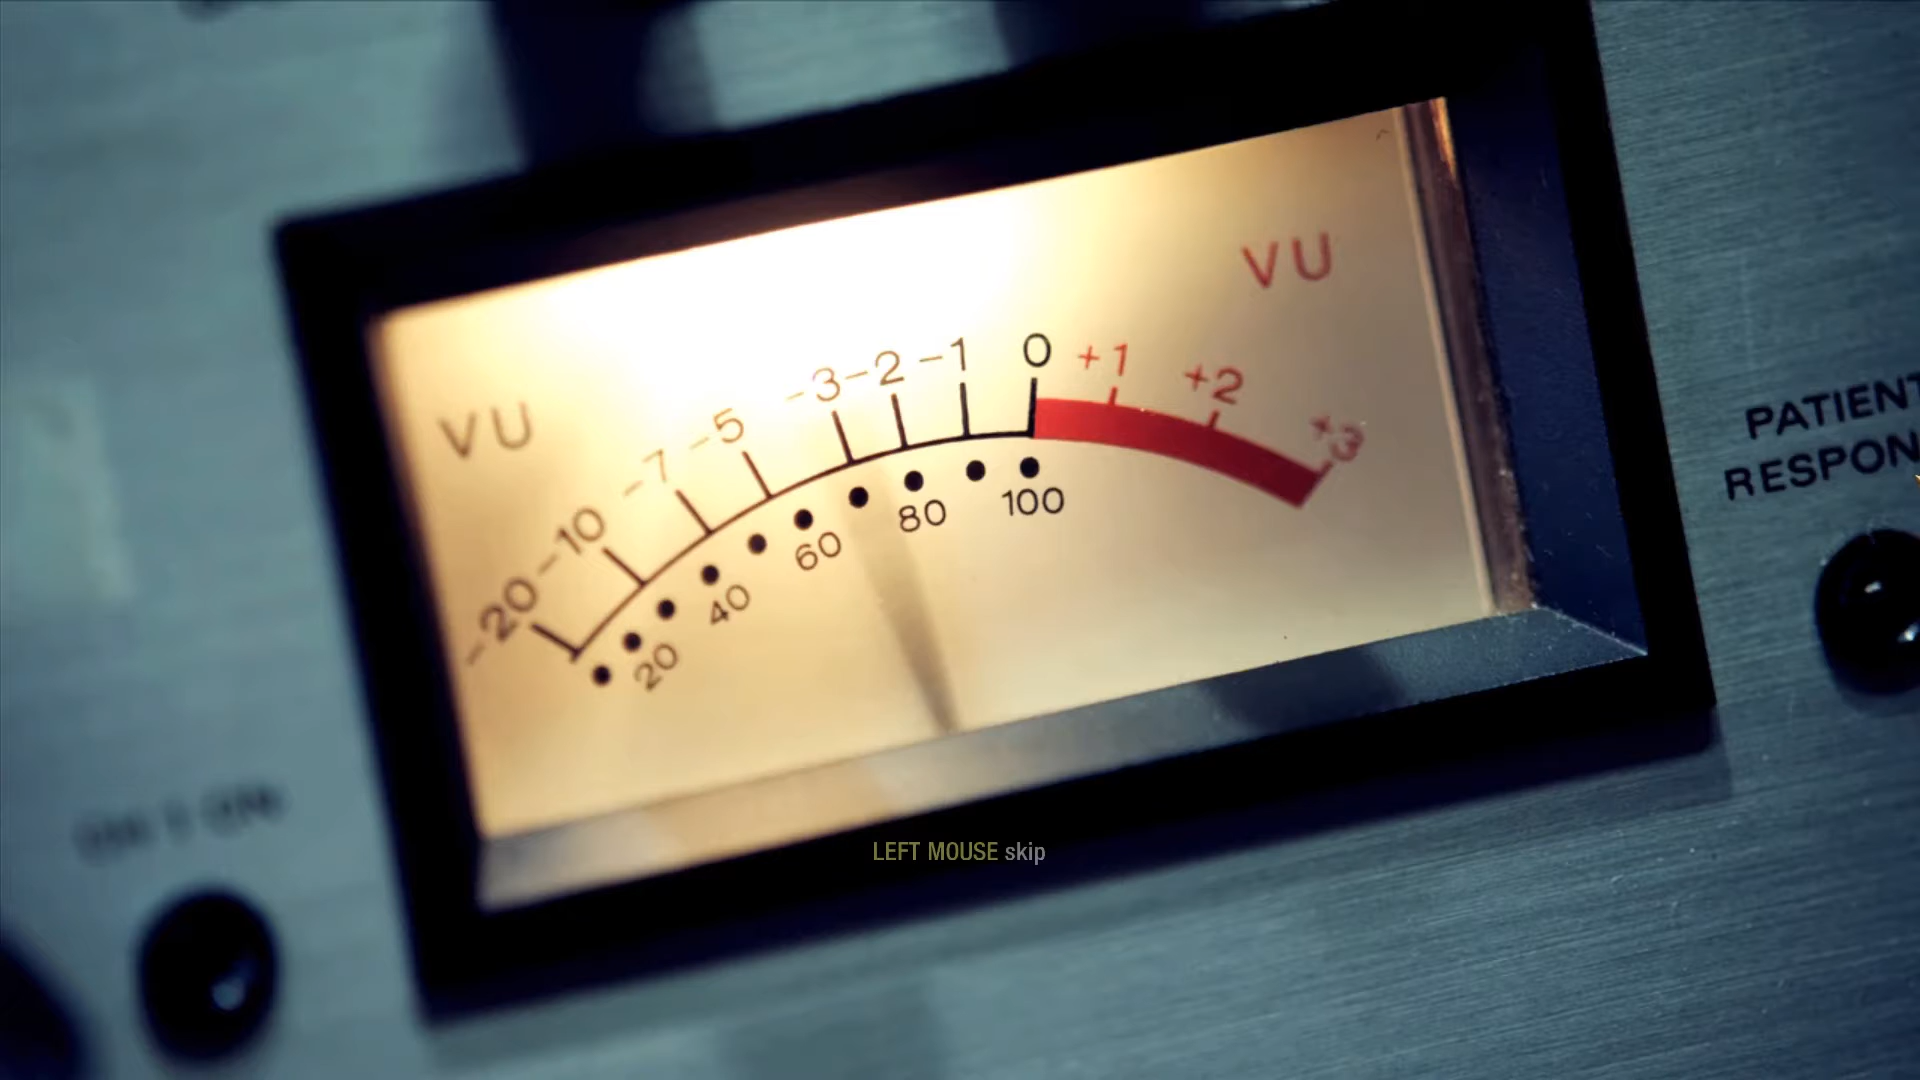 VU
VU
-20 -10 -7 -5 -3 -2 -1 0 +1 +2 +3
20 40 60 80 100
PATIENT
RESPON
LEFT MOUSE skip